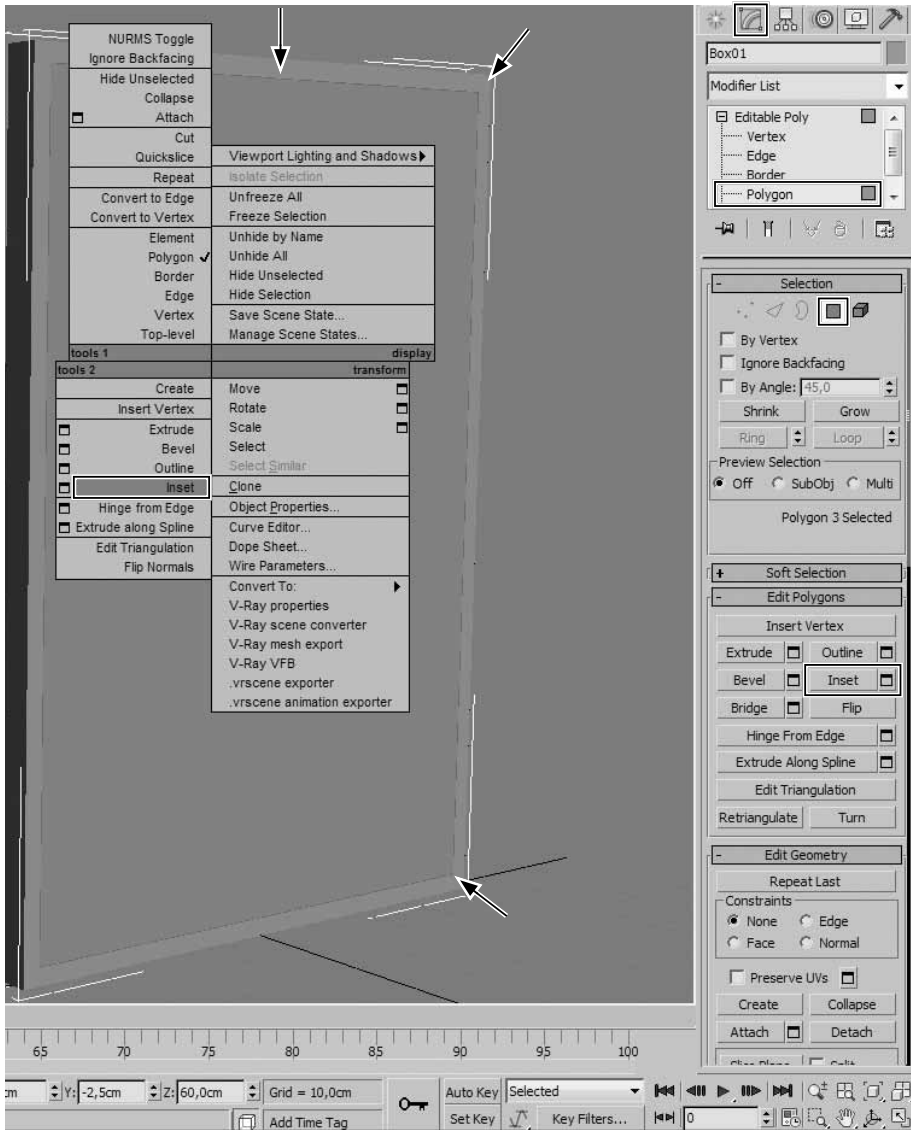 NURMS Toggle
Ignore Backfacing
Hide Unselected
Collapse
Attach
Cut
Quickslice
Repeat
Convert to Edge
Convert to Vertex
Element
Polygon
Border
Edge
Vertex
Top-level
tools 1
Viewport Lighting and Shadows
Isolate Selection
Unfreeze All
Freeze Selection
Unhide by Name
Unhide All
Hide Unselected
Hide Selection
Save Scene State...
Manage Scene States...
display
tools 2
Create
Insert Vertex
Extrude
Bevel
Outline
Inset
Hinge from Edge
Extrude along Spline
Edit Triangulation
Flip Normals
transform
Move
Rotate
Scale
Select
Select Similar
Clone
Object Properties...
Curve Editor...
Dope Sheet...
Wire Parameters...
Convert To:
V-Ray properties
V-Ray scene converter
V-Ray mesh export
V-Ray VFB
.vrscene exporter
.vrscene animation exporter
Box01
Modifier List
Editable Poly
Vertex
Edge
Border
Polygon
- Selection
By Vertex
Ignore Backfacing
By Angle: 45,0
Shrink Grow
Ring Loop
Preview Selection
Off SubObj Multi
Polygon 3 Selected
+ Soft Selection
- Edit Polygons
Insert Vertex
Extrude Outline
Bevel Inset
Bridge Flip
Hinge From Edge
Extrude Along Spline
Edit Triangulation
Retriangulate Turn
- Edit Geometry
Repeat Last
Constraints
None Edge
Face Normal
Preserve UVs
Create Collapse
Attach Detach
Slice Plane Split
65 70 75 80 85 90 95 100
cm Y: -2,5cm Z: 60,0cm Grid = 10,0cm
Add Time Tag
Auto Key Selected
Set Key Key Filters...
0